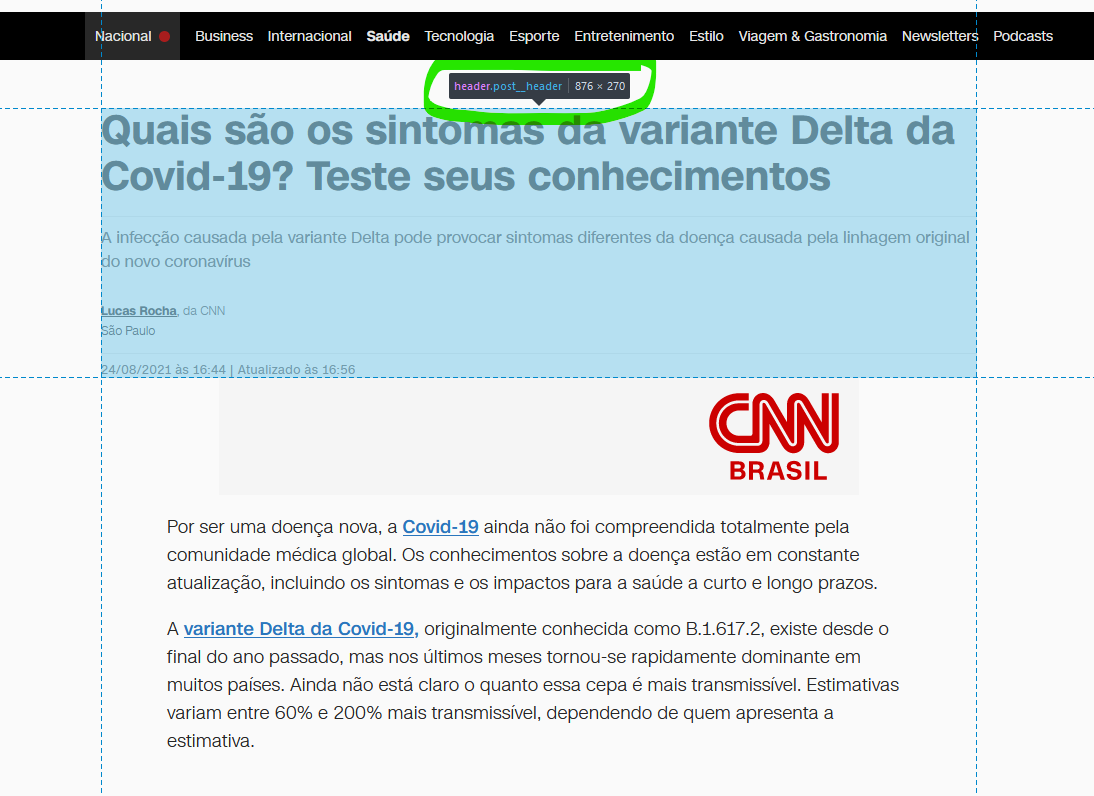 Nacional Business Internacional Saúde Tecnologia Esporte Entretenimento Estilo Viagem & Gastronomia Newsletters Podcasts
header.post__header 876 × 270
Quais são os sintomas da variante Delta da
Covid-19? Teste seus conhecimentos
A infecção causada pela variante Delta pode provocar sintomas diferentes da doença causada pela linhagem original
do novo coronavírus
Lucas Rocha, da CNN
São Paulo
24/08/2021 às 16:44 | Atualizado às 16:56
CNN
BRASIL
Por ser uma doença nova, a Covid-19 ainda não foi compreendida totalmente pela
comunidade médica global. Os conhecimentos sobre a doença estão em constante
atualização, incluindo os sintomas e os impactos para a saúde a curto e longo prazos.
A variante Delta da Covid-19, originalmente conhecida como B.1.617.2, existe desde o
final do ano passado, mas nos últimos meses tornou-se rapidamente dominante em
muitos países. Ainda não está claro o quanto essa cepa é mais transmissível. Estimativas
variam entre 60% e 200% mais transmissível, dependendo de quem apresenta a
estimativa.